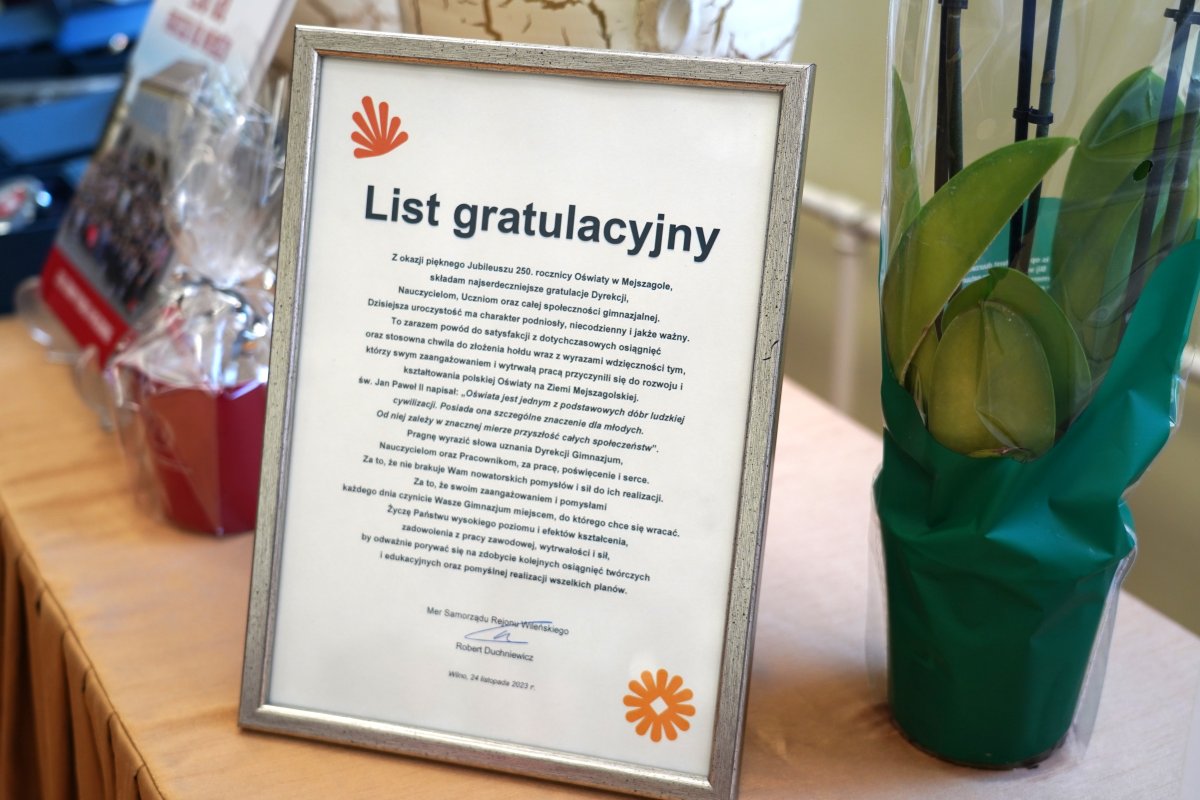 List gratulacyjny
Z okazji pięknego Jubileuszu 250. rocznicy Oświaty w Mejszagole,
składam najserdeczniejsze gratulacje Dyrekcji,
Nauczycielom, Uczniom oraz całej społeczności gimnazjalnej.
Dzisiejsza uroczystość ma charakter podniosły, niecodzienny i jakże ważny.
To zarazem powód do satysfakcji z dotychczasowych osiągnięć
oraz stosowna chwila do złożenia hołdu wraz z wyrazami wdzięczności tym,
którzy swym zaangażowaniem i wytrwałą pracą przyczynili się do rozwoju i
kształtowania polskiej Oświaty na Ziemi Mejszagolskiej.
św. Jan Paweł II napisał: „Oświata jest jednym z podstawowych dóbr ludzkiej
cywilizacji. Posiada ona szczególne znaczenie dla młodych.
Od niej zależy w znacznej mierze przyszłość całych społeczeństw”.
Pragnę wyrazić słowa uznania Dyrekcji Gimnazjum,
Nauczycielom oraz Pracownikom, za pracę, poświęcenie i serce.
Za to, że nie brakuje Wam nowatorskich pomysłów i sił do ich realizacji.
Za to, że swoim zaangażowaniem i pomysłami
każdego dnia czynicie Wasze Gimnazjum miejscem, do którego chce się wracać.
Życzę Państwu wysokiego poziomu i efektów kształcenia,
zadowolenia z pracy zawodowej, wytrwałości i sił,
by odważnie porywać się na zdobycie kolejnych osiągnięć twórczych
i edukacyjnych oraz pomyślnej realizacji wszelkich planów.
Mer Samorządu Rejonu Wileńskiego
Robert Duchniewicz
Wilno, 24 listopada 2023 r.